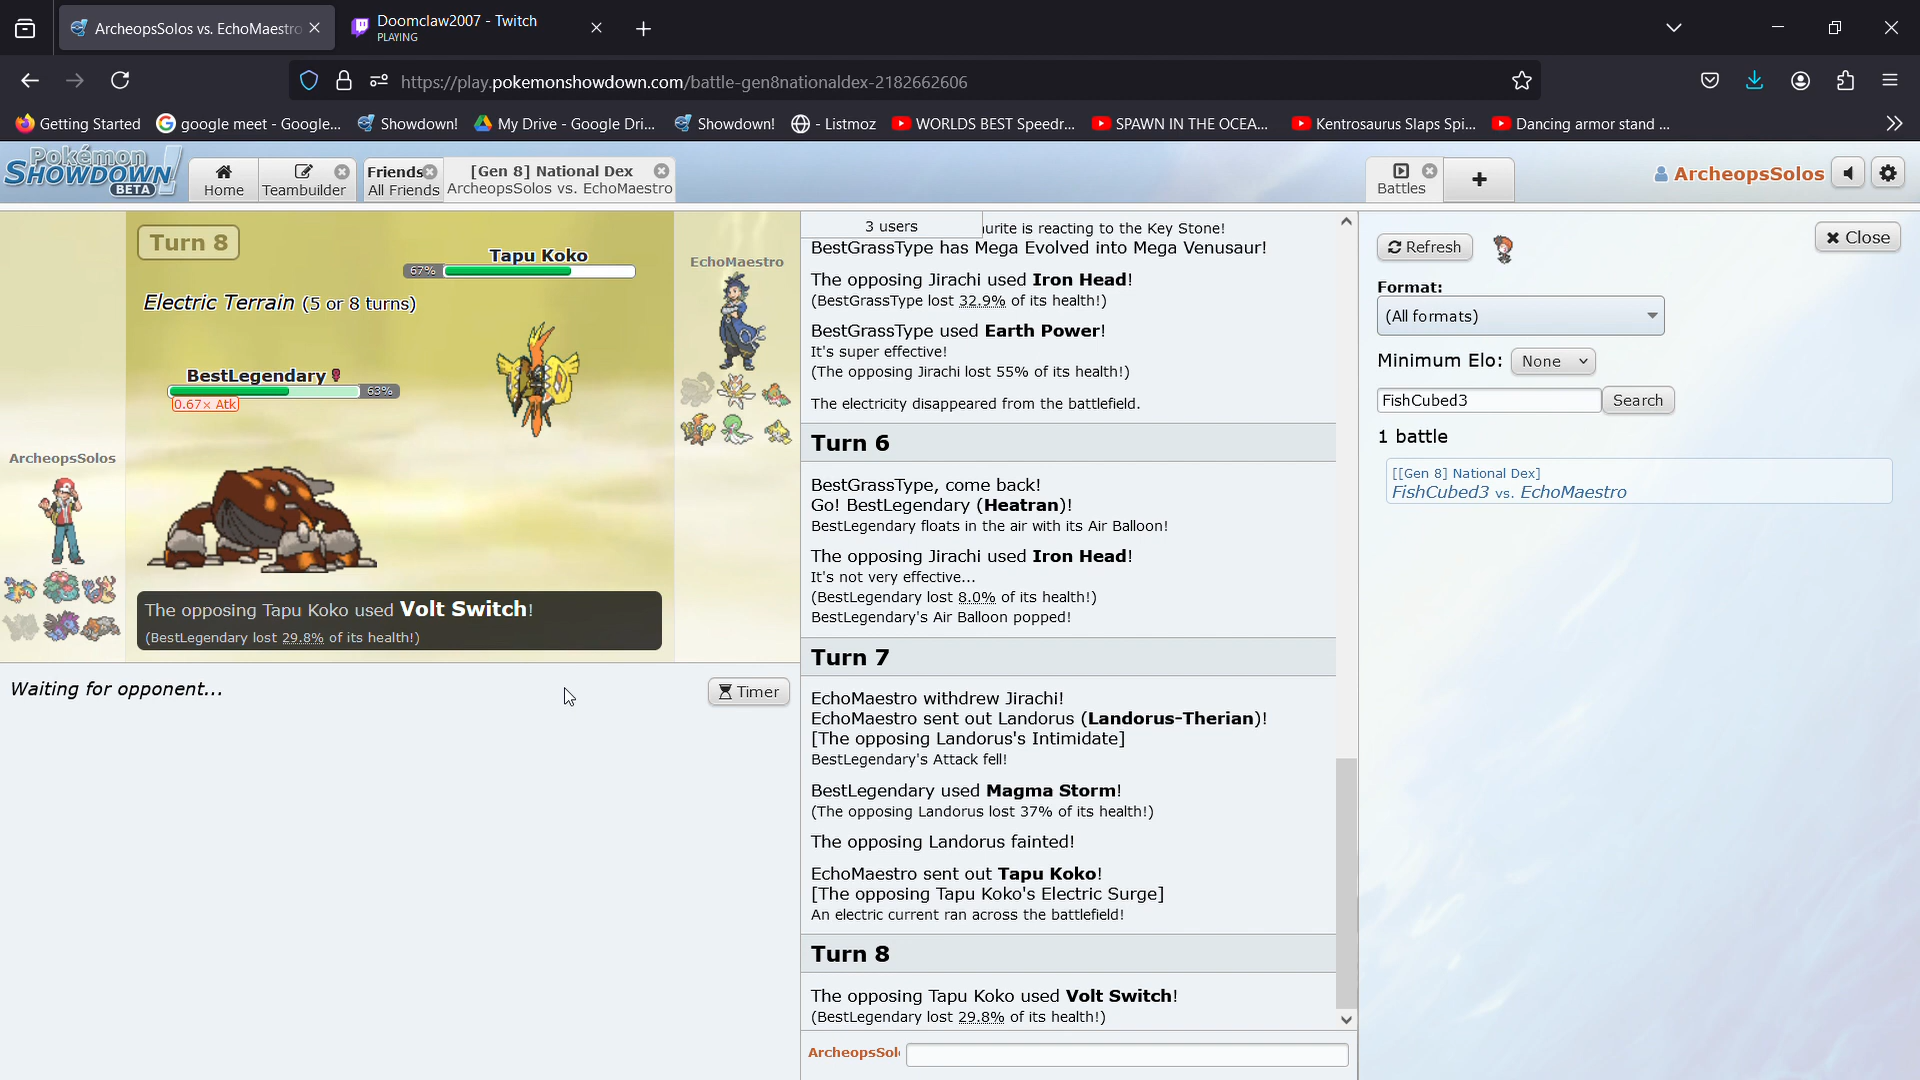 ArcheopsSolos vs. EchoMaestro
Doomclaw2007 - Twitch
PLAYING
https://play.pokemonshowdown.com/battle-gen8nationaldex-2182662606
Getting Started
google meet - Google...
Showdown!
My Drive - Google Dri...
Showdown!
- Listmoz
WORLDS BEST Speedr...
SPAWN IN THE OCEA...
Kentrosaurus Slaps Spi...
Dancing armor stand ...
Pokémon
SHOWDOWN!
BETA
Home
Teambuilder
Friends
All Friends
[Gen 8] National Dex
ArcheopsSolos vs. EchoMaestro
Battles
ArcheopsSolos
Turn 8
Tapu Koko
67%
Electric Terrain (5 or 8 turns)
BestLegendary
63%
0.67× Atk
EchoMaestro
ArcheopsSolos
The opposing Tapu Koko used Volt Switch!
(BestLegendary lost 29.8% of its health!)
Waiting for opponent...
Timer
3 users
urite is reacting to the Key Stone!
BestGrassType has Mega Evolved into Mega Venusaur!
The opposing Jirachi used Iron Head!
(BestGrassType lost 32.9% of its health!)
BestGrassType used Earth Power!
It's super effective!
(The opposing Jirachi lost 55% of its health!)
The electricity disappeared from the battlefield.
Turn 6
BestGrassType, come back!
Go! BestLegendary (Heatran)!
BestLegendary floats in the air with its Air Balloon!
The opposing Jirachi used Iron Head!
It's not very effective...
(BestLegendary lost 8.0% of its health!)
BestLegendary's Air Balloon popped!
Turn 7
EchoMaestro withdrew Jirachi!
EchoMaestro sent out Landorus (Landorus-Therian)!
[The opposing Landorus's Intimidate]
BestLegendary's Attack fell!
BestLegendary used Magma Storm!
(The opposing Landorus lost 37% of its health!)
The opposing Landorus fainted!
EchoMaestro sent out Tapu Koko!
[The opposing Tapu Koko's Electric Surge]
An electric current ran across the battlefield!
Turn 8
The opposing Tapu Koko used Volt Switch!
(BestLegendary lost 29.8% of its health!)
ArcheopsSol
Refresh
Close
Format:
(All formats)
Minimum Elo:
None
FishCubed3
Search
1 battle
[[Gen 8] National Dex]
FishCubed3 vs. EchoMaestro